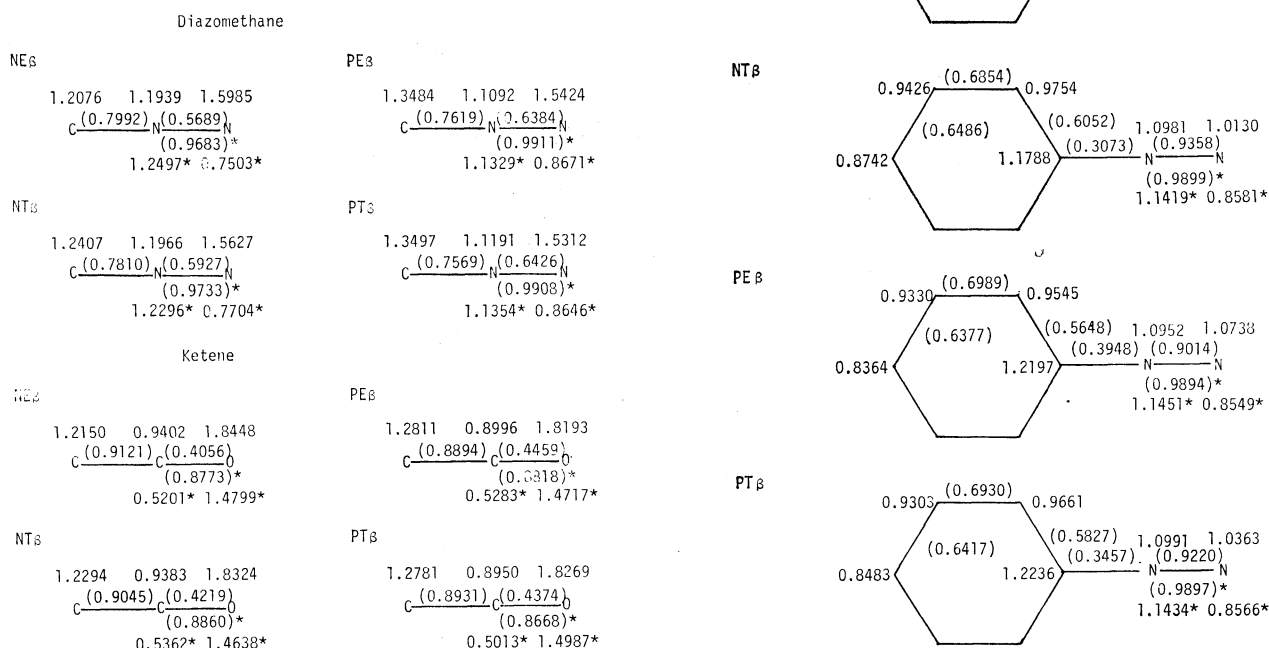 Diazomethane
NEβ
1.2076 1.1939 1.5985
C (0.7992) N (0.5689) N
(0.9683)*
1.2497* 0.7503*
PEβ
1.3484 1.1092 1.5424
C (0.7619) N (0.6384) N
(0.9911)*
1.1329* 0.8671*
NTβ
1.2407 1.1966 1.5627
C (0.7810) N (0.5927) N
(0.9733)*
1.2296* 0.7704*
PTβ
1.3497 1.1191 1.5312
C (0.7569) N (0.6426) N
(0.9908)*
1.1354* 0.8646*
Ketene
NEβ
1.2150 0.9402 1.8448
C (0.9121) C (0.4056) O
(0.8773)*
0.5201* 1.4799*
PEβ
1.2811 0.8996 1.8193
C (0.8894) C (0.4459) O
0.5283* 1.4717*
NTβ
1.2294 0.9383 1.8324
C (0.9045) C (0.4219) O
(0.8860)*
0.5362* 1.4638*
PTβ
1.2781 0.8950 1.8269
C (0.8931) C (0.4374) O
(0.8668)*
0.5013* 1.4987*
NTβ
0.9426 (0.6854) 0.9754
(0.6486) (0.6052) 1.0981 1.0130
0.8742 1.1788 (0.3073) N (0.9358) N
(0.9899)*
1.1419* 0.8581*
PEβ
0.9330 (0.6989) 0.9545
(0.6377) (0.5648) 1.0952 1.0738
0.8364 1.2197 (0.3948) N (0.9014) N
(0.9894)*
1.1451* 0.8549*
PTβ
0.9303 (0.6930) 0.9661
(0.6417) (0.5827) 1.0991 1.0363
0.8483 1.2236 (0.3457) N (0.9220) N
(0.9897)*
1.1434* 0.8566*